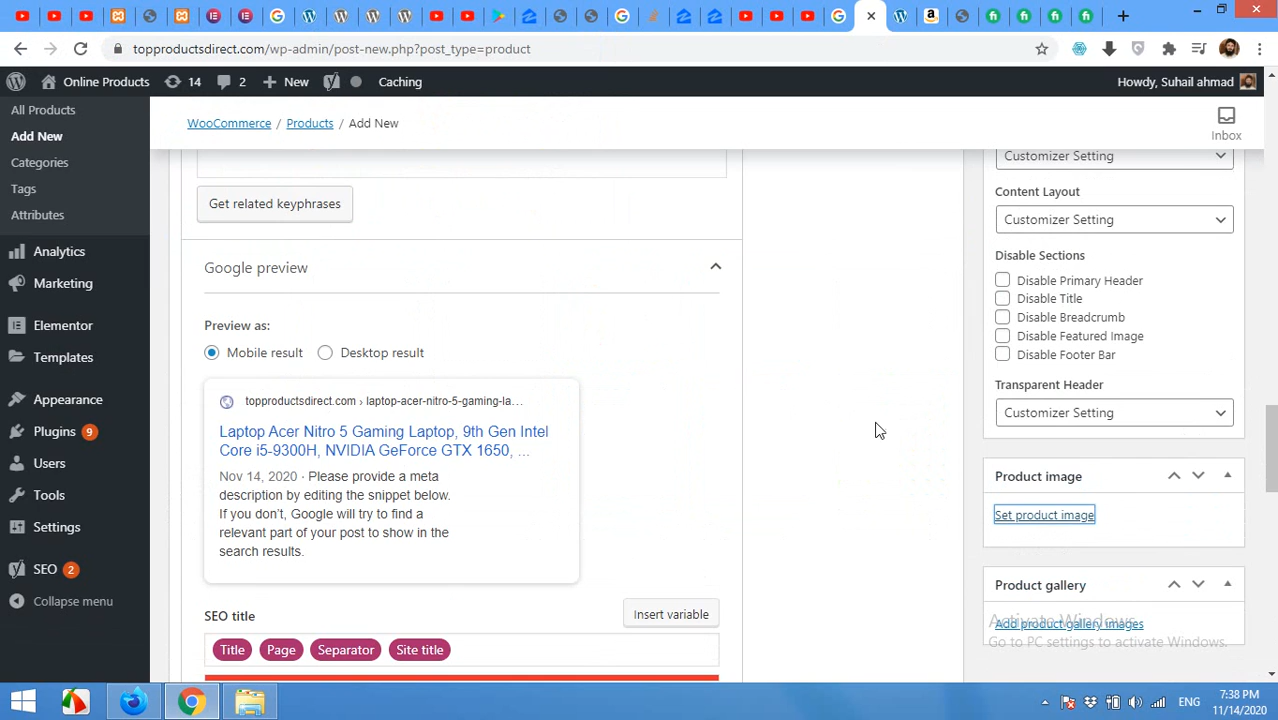 topproductsdirect.com/wp-admin/post-new.php?post_type=product
Online Products 14 2 New Caching Howdy, Suhail ahmad
All Products
Add New
Categories
Tags
Attributes
Analytics
Marketing
Elementor
Templates
Appearance
Plugins 9
Users
Tools
Settings
SEO 2
Collapse menu
WooCommerce / Products / Add New
Inbox
Get related keyphrases
Google preview
Preview as:
Mobile result Desktop result
topproductsdirect.com › laptop-acer-nitro-5-gaming-la...
Laptop Acer Nitro 5 Gaming Laptop, 9th Gen Intel
Core i5-9300H, NVIDIA GeForce GTX 1650, ...
Nov 14, 2020 · Please provide a meta
description by editing the snippet below.
If you don't, Google will try to find a
relevant part of your post to show in the
search results.
SEO title
Insert variable
Title Page Separator Site title
Customizer Setting
Content Layout
Customizer Setting
Disable Sections
Disable Primary Header
Disable Title
Disable Breadcrumb
Disable Featured Image
Disable Footer Bar
Transparent Header
Customizer Setting
Product image
Set product image
Product gallery
Add product gallery images
Activate Windows
Go to PC settings to activate Windows.
ENG
7:38 PM
11/14/2020